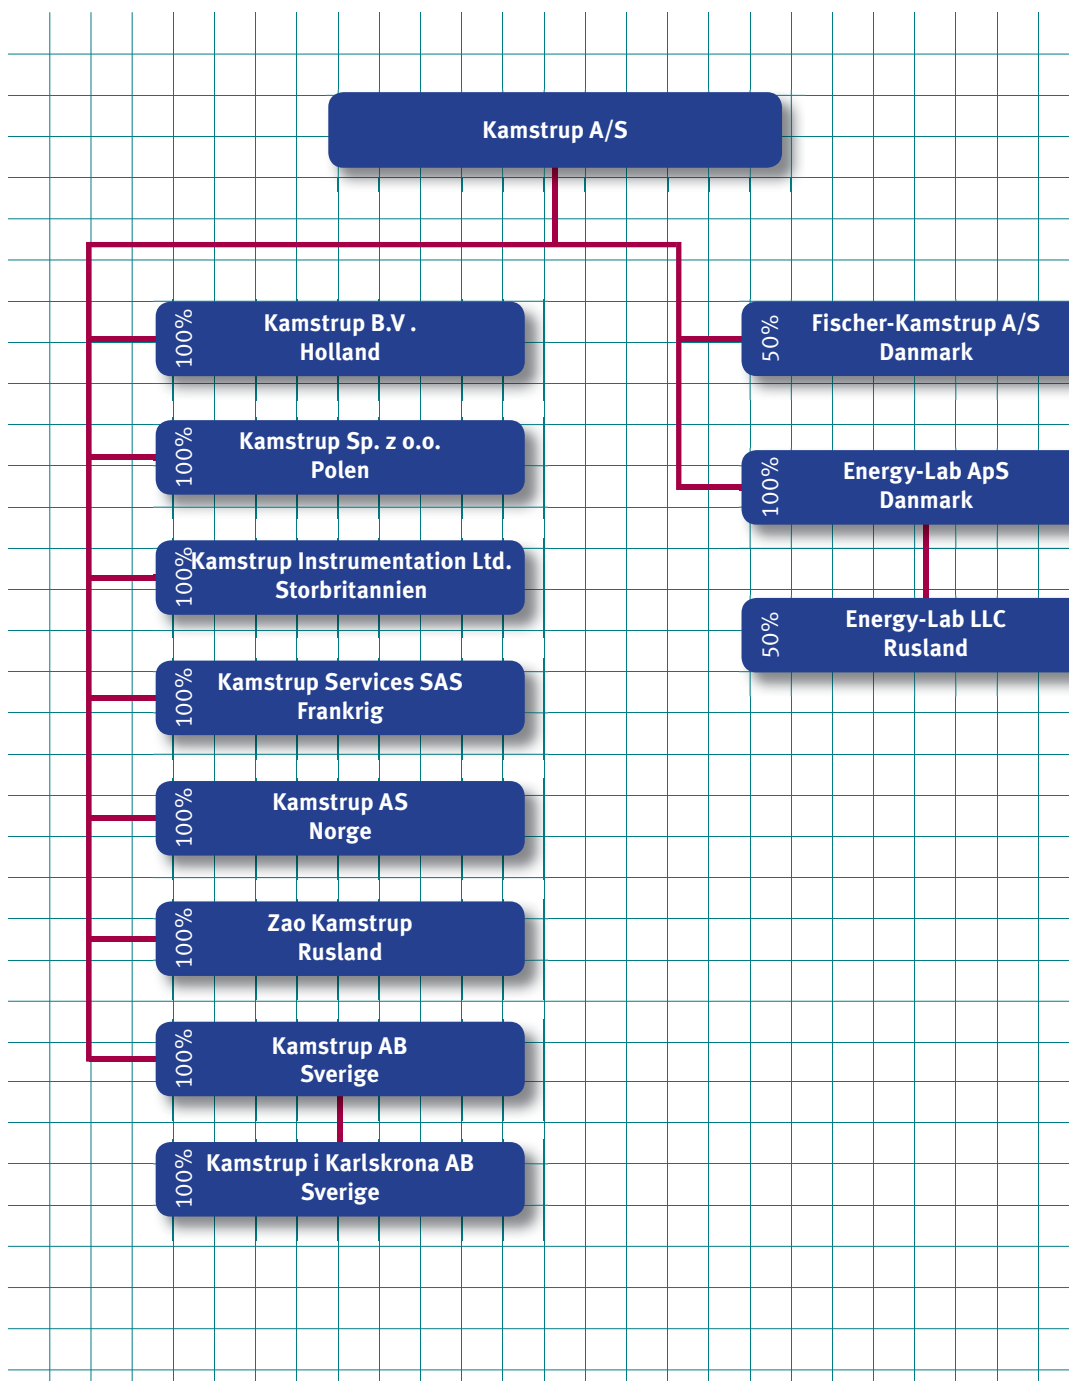 Kamstrup A/S
100%
Kamstrup B.V .
Holland
100%
Kamstrup Sp. z o.o.
Polen
100%
Kamstrup Instrumentation Ltd.
Storbritannien
100%
Kamstrup Services SAS
Frankrig
100%
Kamstrup AS
Norge
100%
Zao Kamstrup
Rusland
100%
Kamstrup AB
Sverige
100%
Kamstrup i Karlskrona AB
Sverige
50%
Fischer-Kamstrup A/S
Danmark
100%
Energy-Lab ApS
Danmark
50%
Energy-Lab LLC
Rusland